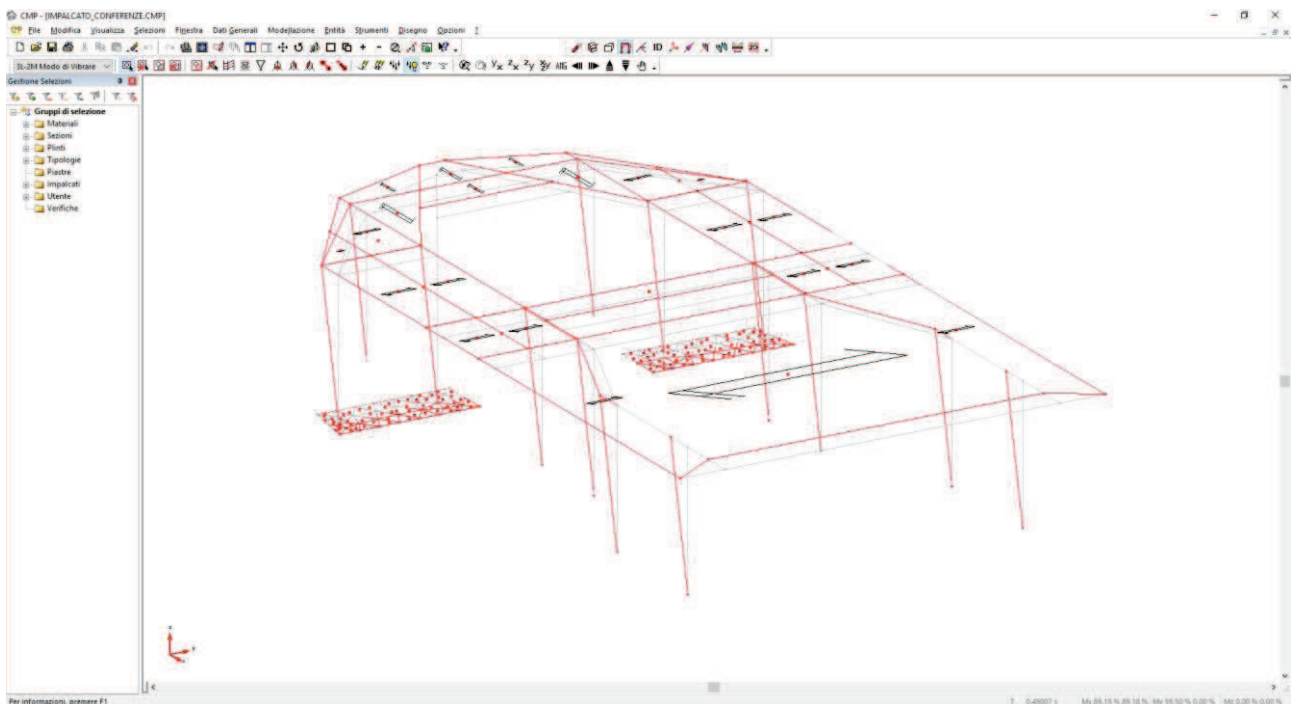 CMP - [IMPALCATO_CONFERENZE.CMP]
File Modifica Visualizza Selezioni Finestra Dati Generali Modellazione Entità Strumenti Disegno Opzioni ?
ID
3L-2M Modo di Vibrare
Gestione Selezioni
Gruppi di selezione
Materiali
Sezioni
Plinti
Tipologie
Piastre
Impalcati
Utente
Verifiche
Per informazioni, premere F1